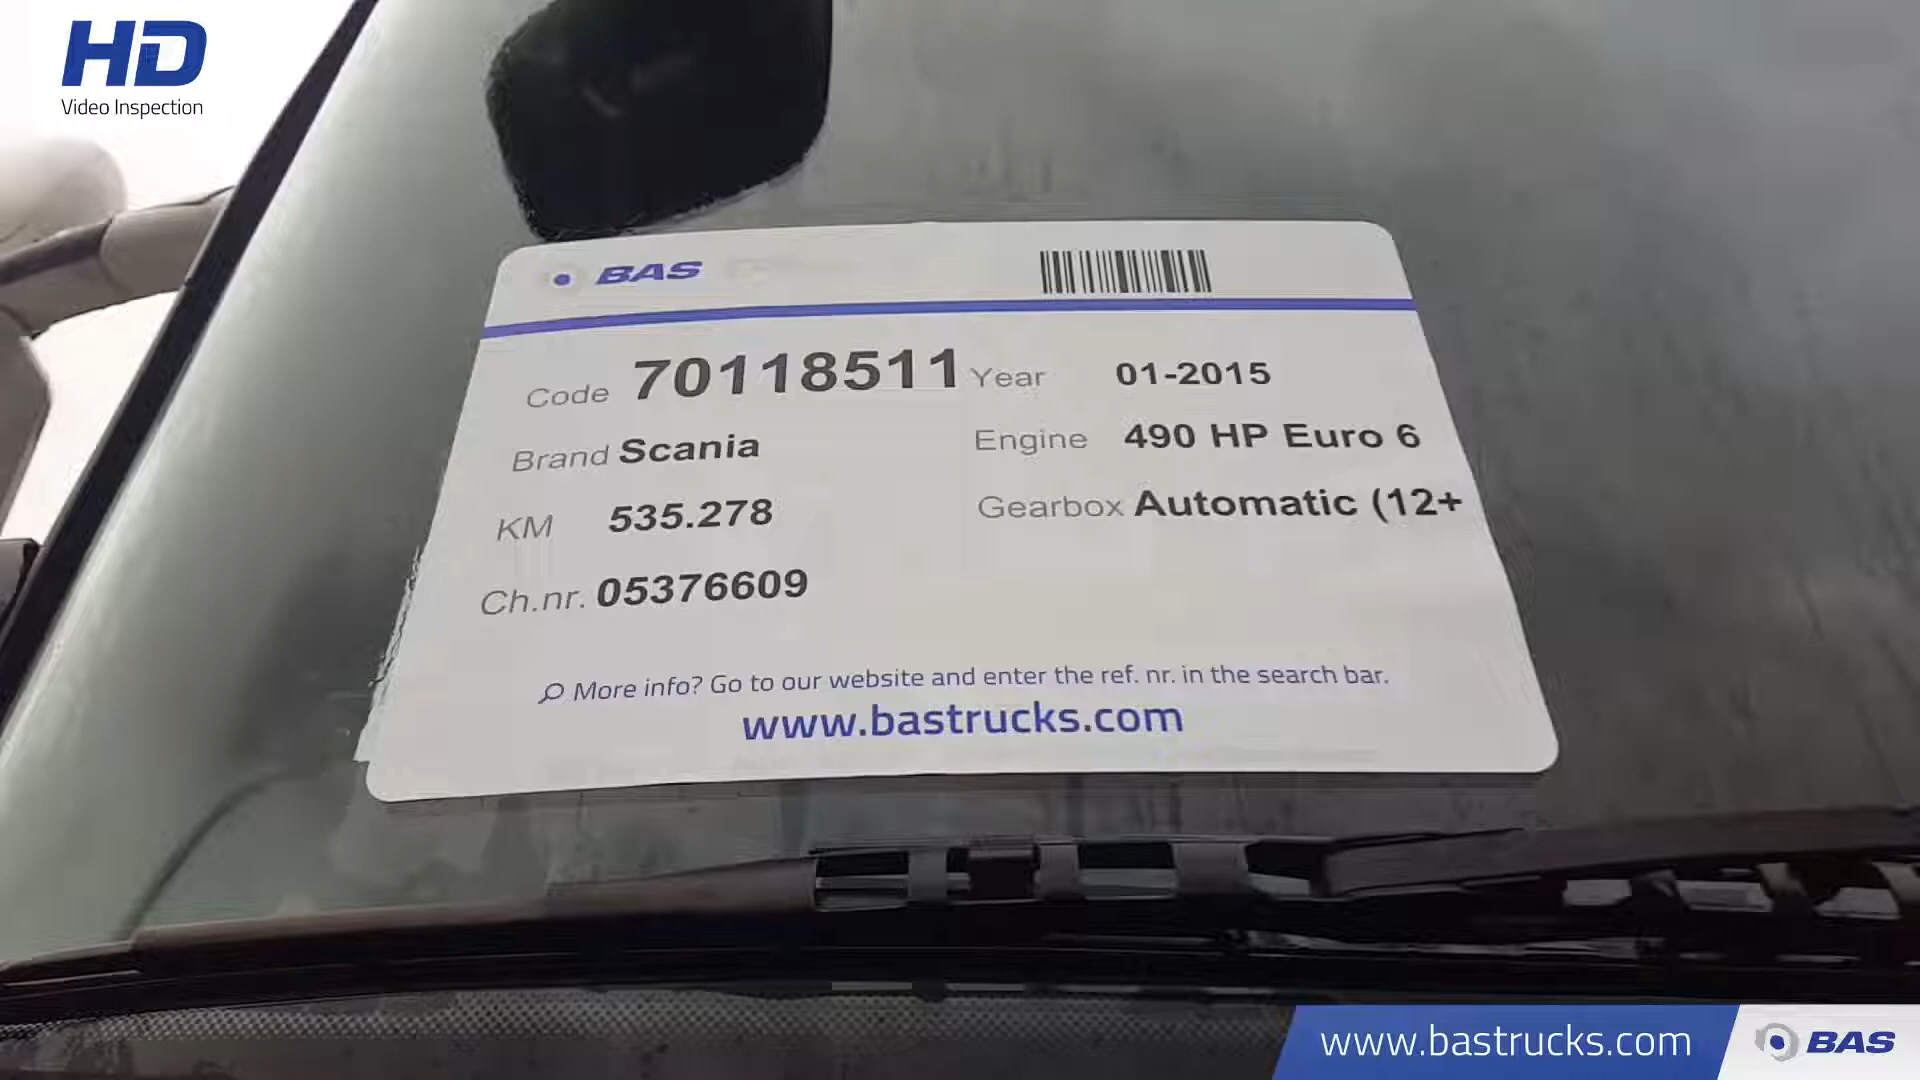 HD
Video Inspection
BAS
Code 70118511 Year 01-2015
Brand Scania Engine 490 HP Euro 6
KM 535.278 Gearbox Automatic (12+
Ch.nr. 05376609
More info? Go to our website and enter the ref. nr. in the search bar.
www.bastrucks.com
www.bastrucks.com BAS